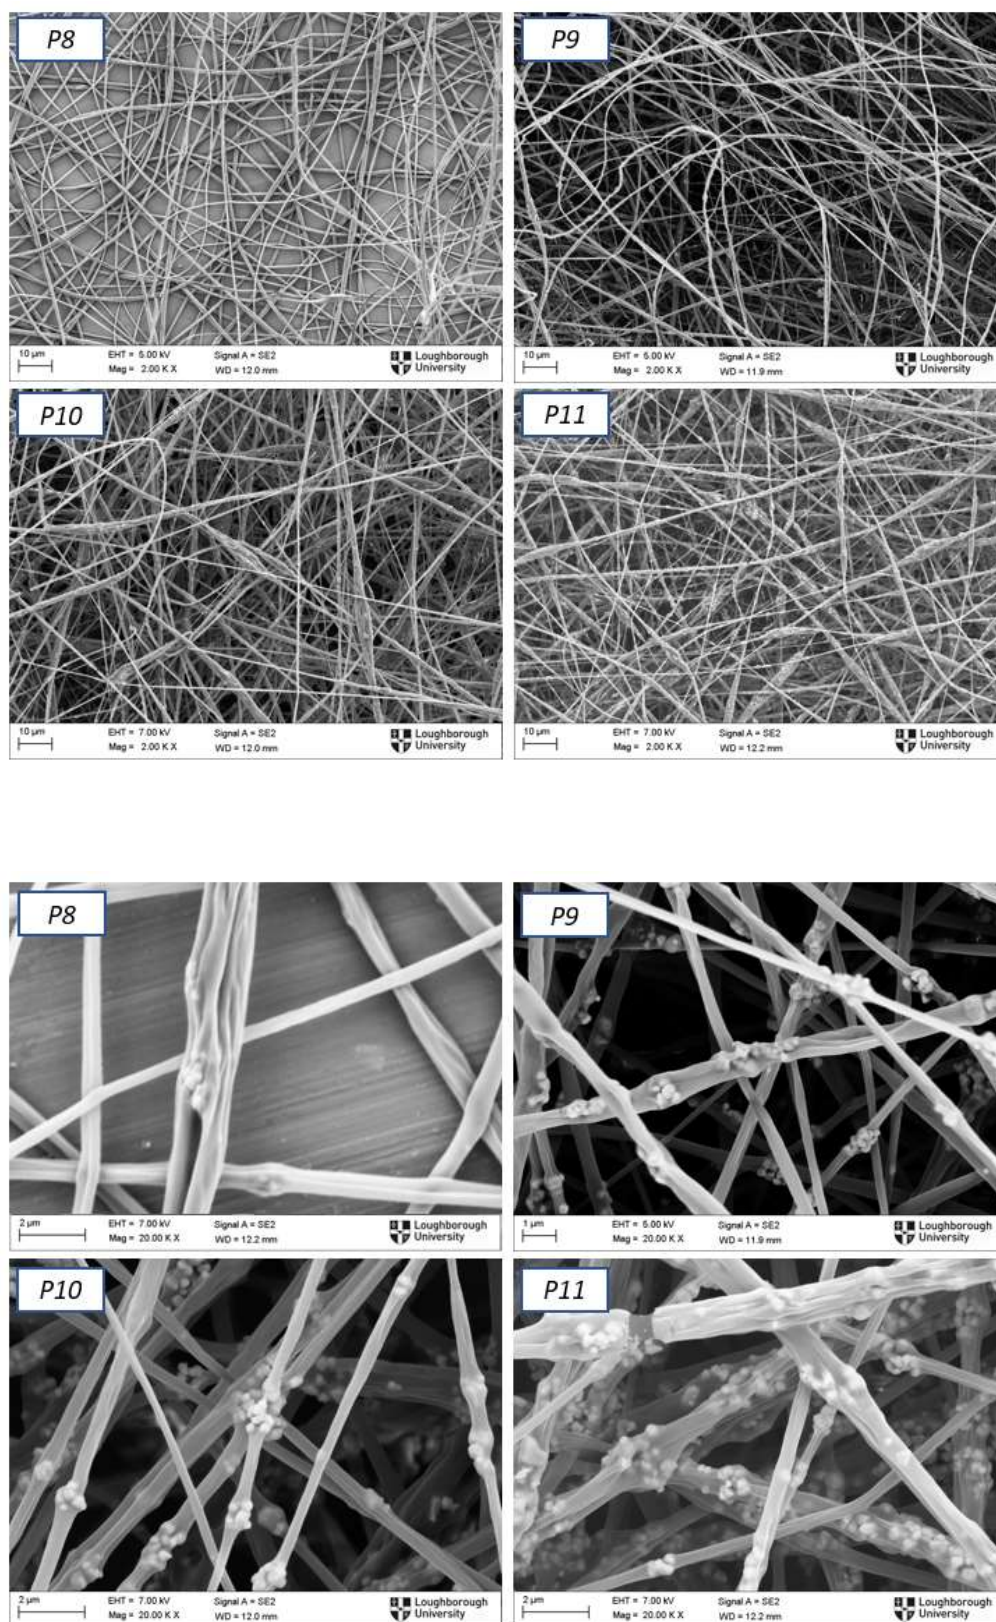 P8
P9
10 µm EHT = 5.00 kV Signal A = SE2 Loughborough
Mag = 2.00 K X WD = 12.0 mm University
10 µm EHT = 5.00 kV Signal A = SE2 Loughborough
Mag = 2.00 K X WD = 11.9 mm University
P10
P11
10 µm EHT = 7.00 kV Signal A = SE2 Loughborough
Mag = 2.00 K X WD = 12.0 mm University
10 µm EHT = 7.00 kV Signal A = SE2 Loughborough
Mag = 2.00 K X WD = 12.2 mm University
P8
P9
2 µm EHT = 7.00 kV Signal A = SE2 Loughborough
Mag = 20.00 K X WD = 12.2 mm University
1 µm EHT = 5.00 kV Signal A = SE2 Loughborough
Mag = 20.00 K X WD = 11.9 mm University
P10
P11
2 µm EHT = 7.00 kV Signal A = SE2 Loughborough
Mag = 20.00 K X WD = 12.0 mm University
2 µm EHT = 7.00 kV Signal A = SE2 Loughborough
Mag = 20.00 K X WD = 12.2 mm University